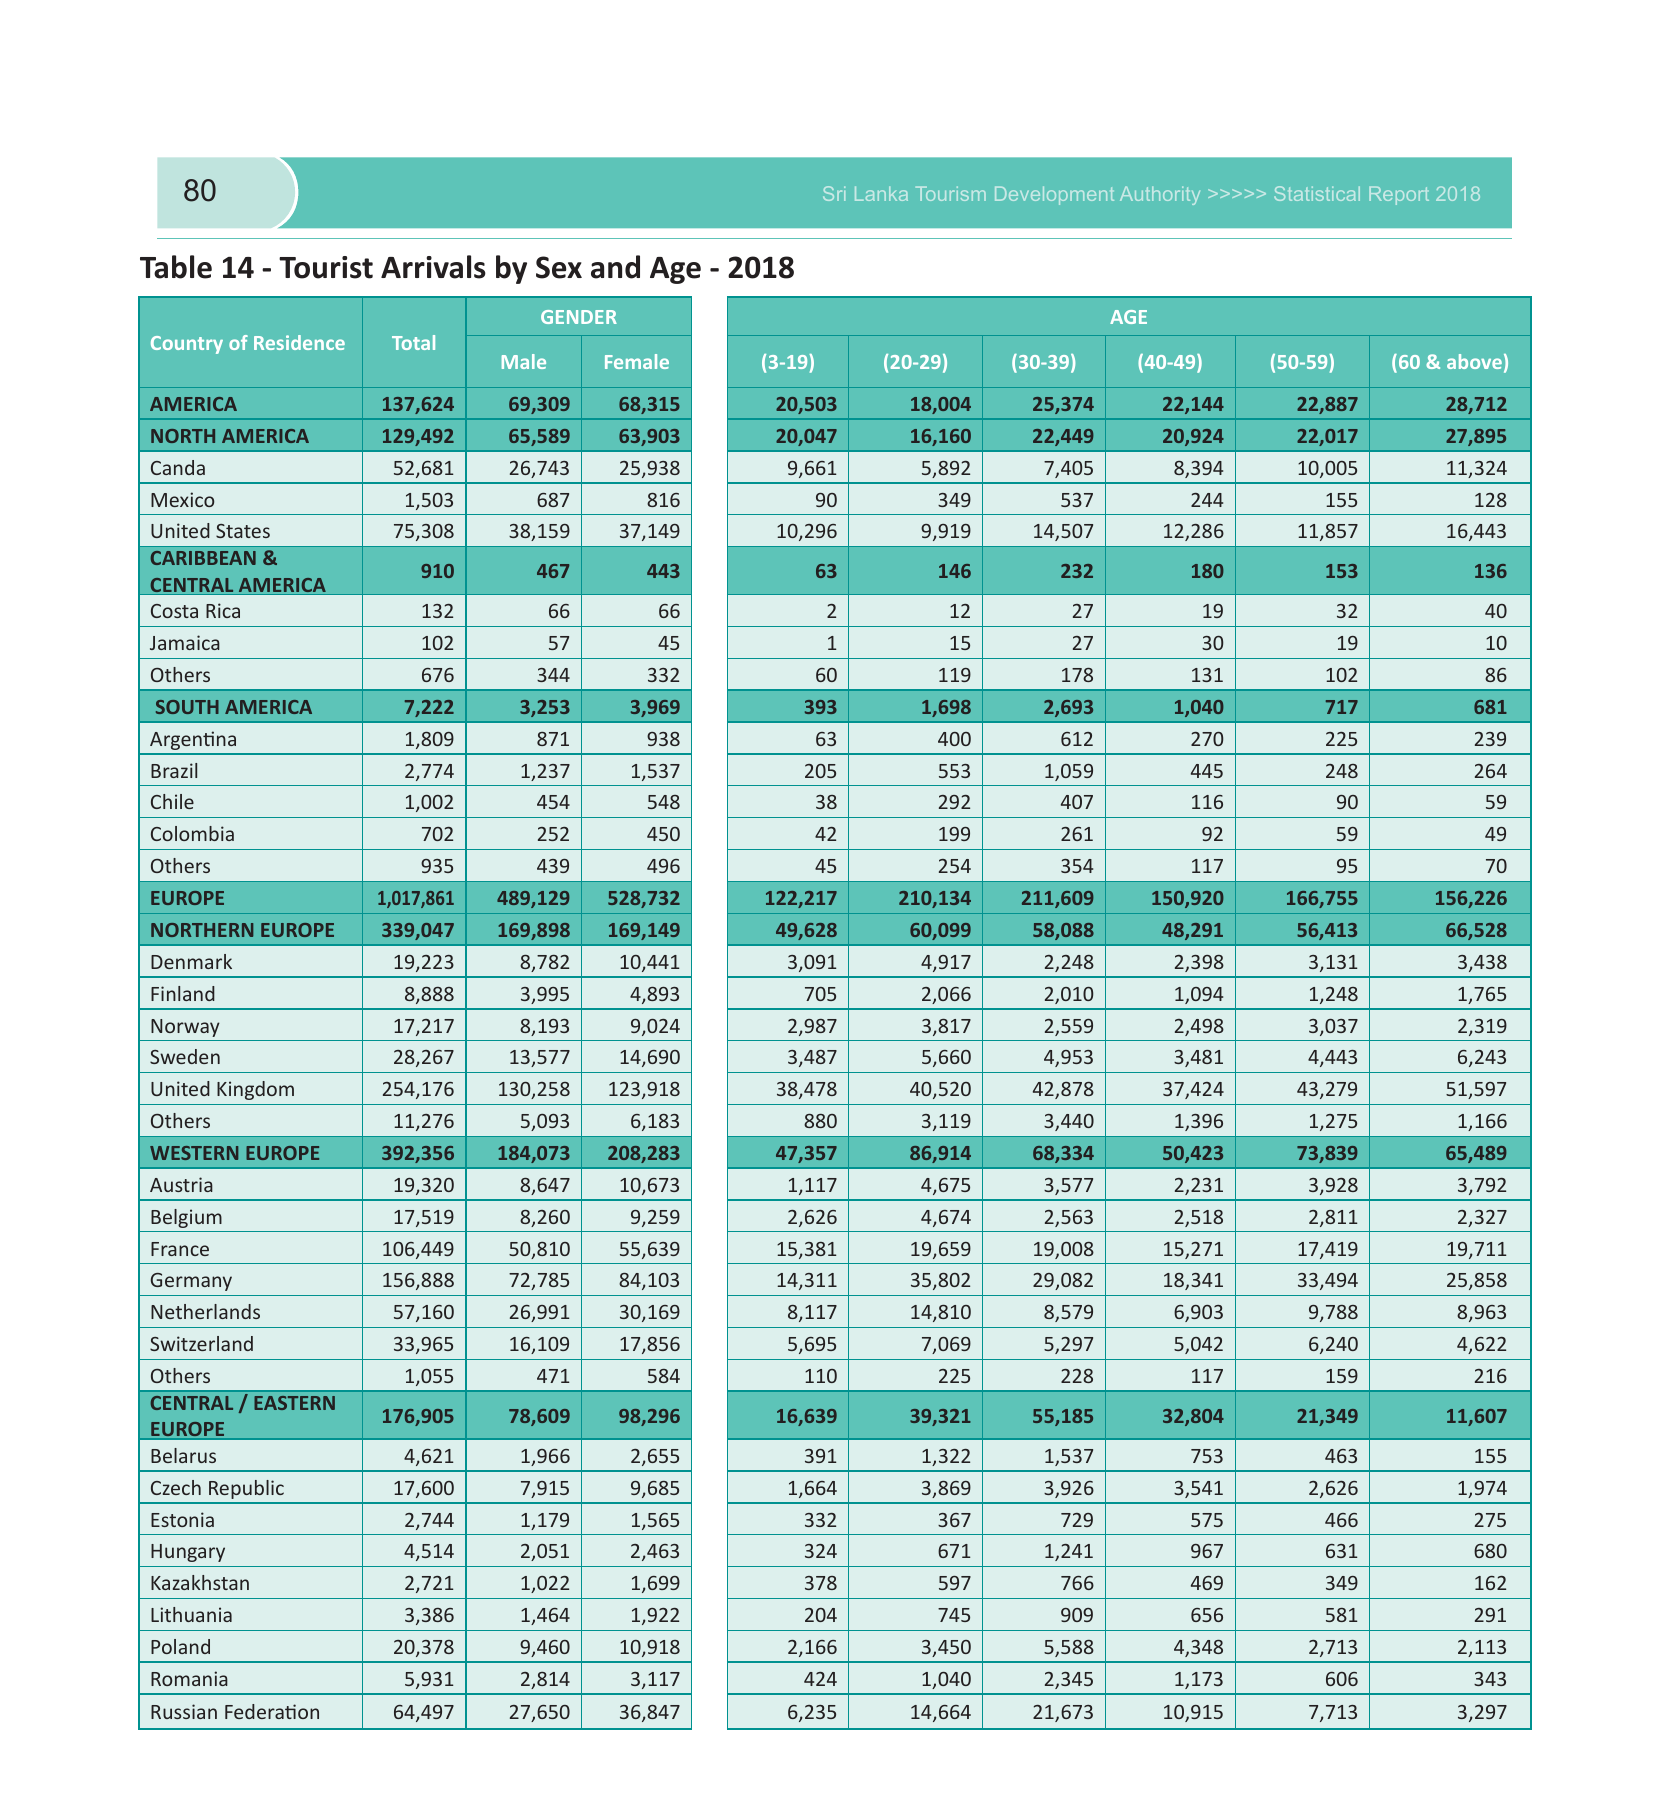 80
Sri Lanka Tourism Development Authority >>>>> Statistical Report 2018
Table 14 - Tourist Arrivals by Sex and Age - 2018
Country of Residence Total GENDER AGE
Male Female (3-19) (20-29) (30-39) (40-49) (50-59) (60 & above)
AMERICA 137,624 69,309 68,315 20,503 18,004 25,374 22,144 22,887 28,712
NORTH AMERICA 129,492 65,589 63,903 20,047 16,160 22,449 20,924 22,017 27,895
Canda 52,681 26,743 25,938 9,661 5,892 7,405 8,394 10,005 11,324
Mexico 1,503 687 816 90 349 537 244 155 128
United States 75,308 38,159 37,149 10,296 9,919 14,507 12,286 11,857 16,443
CARIBBEAN &
CENTRAL AMERICA 910 467 443 63 146 232 180 153 136
Costa Rica 132 66 66 2 12 27 19 32 40
Jamaica 102 57 45 1 15 27 30 19 10
Others 676 344 332 60 119 178 131 102 86
SOUTH AMERICA 7,222 3,253 3,969 393 1,698 2,693 1,040 717 681
Argentina 1,809 871 938 63 400 612 270 225 239
Brazil 2,774 1,237 1,537 205 553 1,059 445 248 264
Chile 1,002 454 548 38 292 407 116 90 59
Colombia 702 252 450 42 199 261 92 59 49
Others 935 439 496 45 254 354 117 95 70
EUROPE 1,017,861 489,129 528,732 122,217 210,134 211,609 150,920 166,755 156,226
NORTHERN EUROPE 339,047 169,898 169,149 49,628 60,099 58,088 48,291 56,413 66,528
Denmark 19,223 8,782 10,441 3,091 4,917 2,248 2,398 3,131 3,438
Finland 8,888 3,995 4,893 705 2,066 2,010 1,094 1,248 1,765
Norway 17,217 8,193 9,024 2,987 3,817 2,559 2,498 3,037 2,319
Sweden 28,267 13,577 14,690 3,487 5,660 4,953 3,481 4,443 6,243
United Kingdom 254,176 130,258 123,918 38,478 40,520 42,878 37,424 43,279 51,597
Others 11,276 5,093 6,183 880 3,119 3,440 1,396 1,275 1,166
WESTERN EUROPE 392,356 184,073 208,283 47,357 86,914 68,334 50,423 73,839 65,489
Austria 19,320 8,647 10,673 1,117 4,675 3,577 2,231 3,928 3,792
Belgium 17,519 8,260 9,259 2,626 4,674 2,563 2,518 2,811 2,327
France 106,449 50,810 55,639 15,381 19,659 19,008 15,271 17,419 19,711
Germany 156,888 72,785 84,103 14,311 35,802 29,082 18,341 33,494 25,858
Netherlands 57,160 26,991 30,169 8,117 14,810 8,579 6,903 9,788 8,963
Switzerland 33,965 16,109 17,856 5,695 7,069 5,297 5,042 6,240 4,622
Others 1,055 471 584 110 225 228 117 159 216
CENTRAL / EASTERN
EUROPE 176,905 78,609 98,296 16,639 39,321 55,185 32,804 21,349 11,607
Belarus 4,621 1,966 2,655 391 1,322 1,537 753 463 155
Czech Republic 17,600 7,915 9,685 1,664 3,869 3,926 3,541 2,626 1,974
Estonia 2,744 1,179 1,565 332 367 729 575 466 275
Hungary 4,514 2,051 2,463 324 671 1,241 967 631 680
Kazakhstan 2,721 1,022 1,699 378 597 766 469 349 162
Lithuania 3,386 1,464 1,922 204 745 909 656 581 291
Poland 20,378 9,460 10,918 2,166 3,450 5,588 4,348 2,713 2,113
Romania 5,931 2,814 3,117 424 1,040 2,345 1,173 606 343
Russian Federation 64,497 27,650 36,847 6,235 14,664 21,673 10,915 7,713 3,297